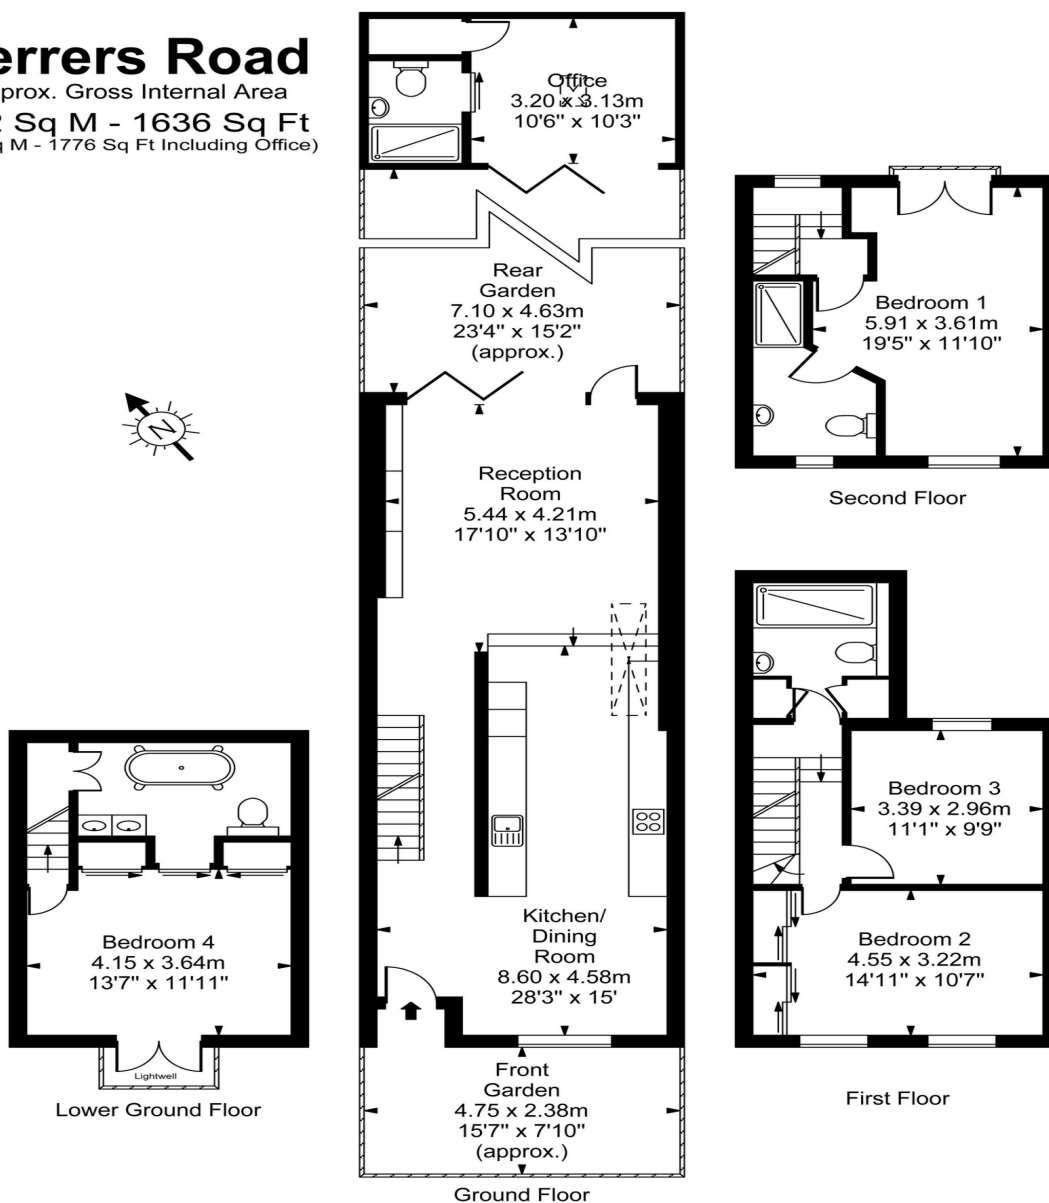 errers Road
prox. Gross Internal Area
2 Sq M - 1636 Sq Ft
q M - 1776 Sq Ft Including Office)
Office
3.20 x 3.13m
10'6" x 10'3"
Rear
Garden
7.10 x 4.63m
23'4" x 15'2"
(approx.)
N
Reception
Room
5.44 x 4.21m
17'10" x 13'10"
Kitchen/
Dining
Room
8.60 x 4.58m
28'3" x 15'
Front
Garden
4.75 x 2.38m
15'7" x 7'10"
(approx.)
Ground Floor
Bedroom 4
4.15 x 3.64m
13'7" x 11'11"
Lightwell
Lower Ground Floor
Bedroom 1
5.91 x 3.61m
19'5" x 11'10"
Second Floor
Bedroom 3
3.39 x 2.96m
11'1" x 9'9"
Bedroom 2
4.55 x 3.22m
14'11" x 10'7"
First Floor